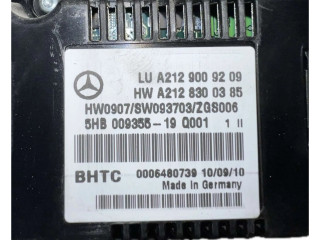 LU A212 900 92 09
HW A212 830 03 85
HW0907/SW093703/ZGS006
5HB 009355-19 Q001 1 II
BHTC 0006480739 10/09/10
Made in Germany